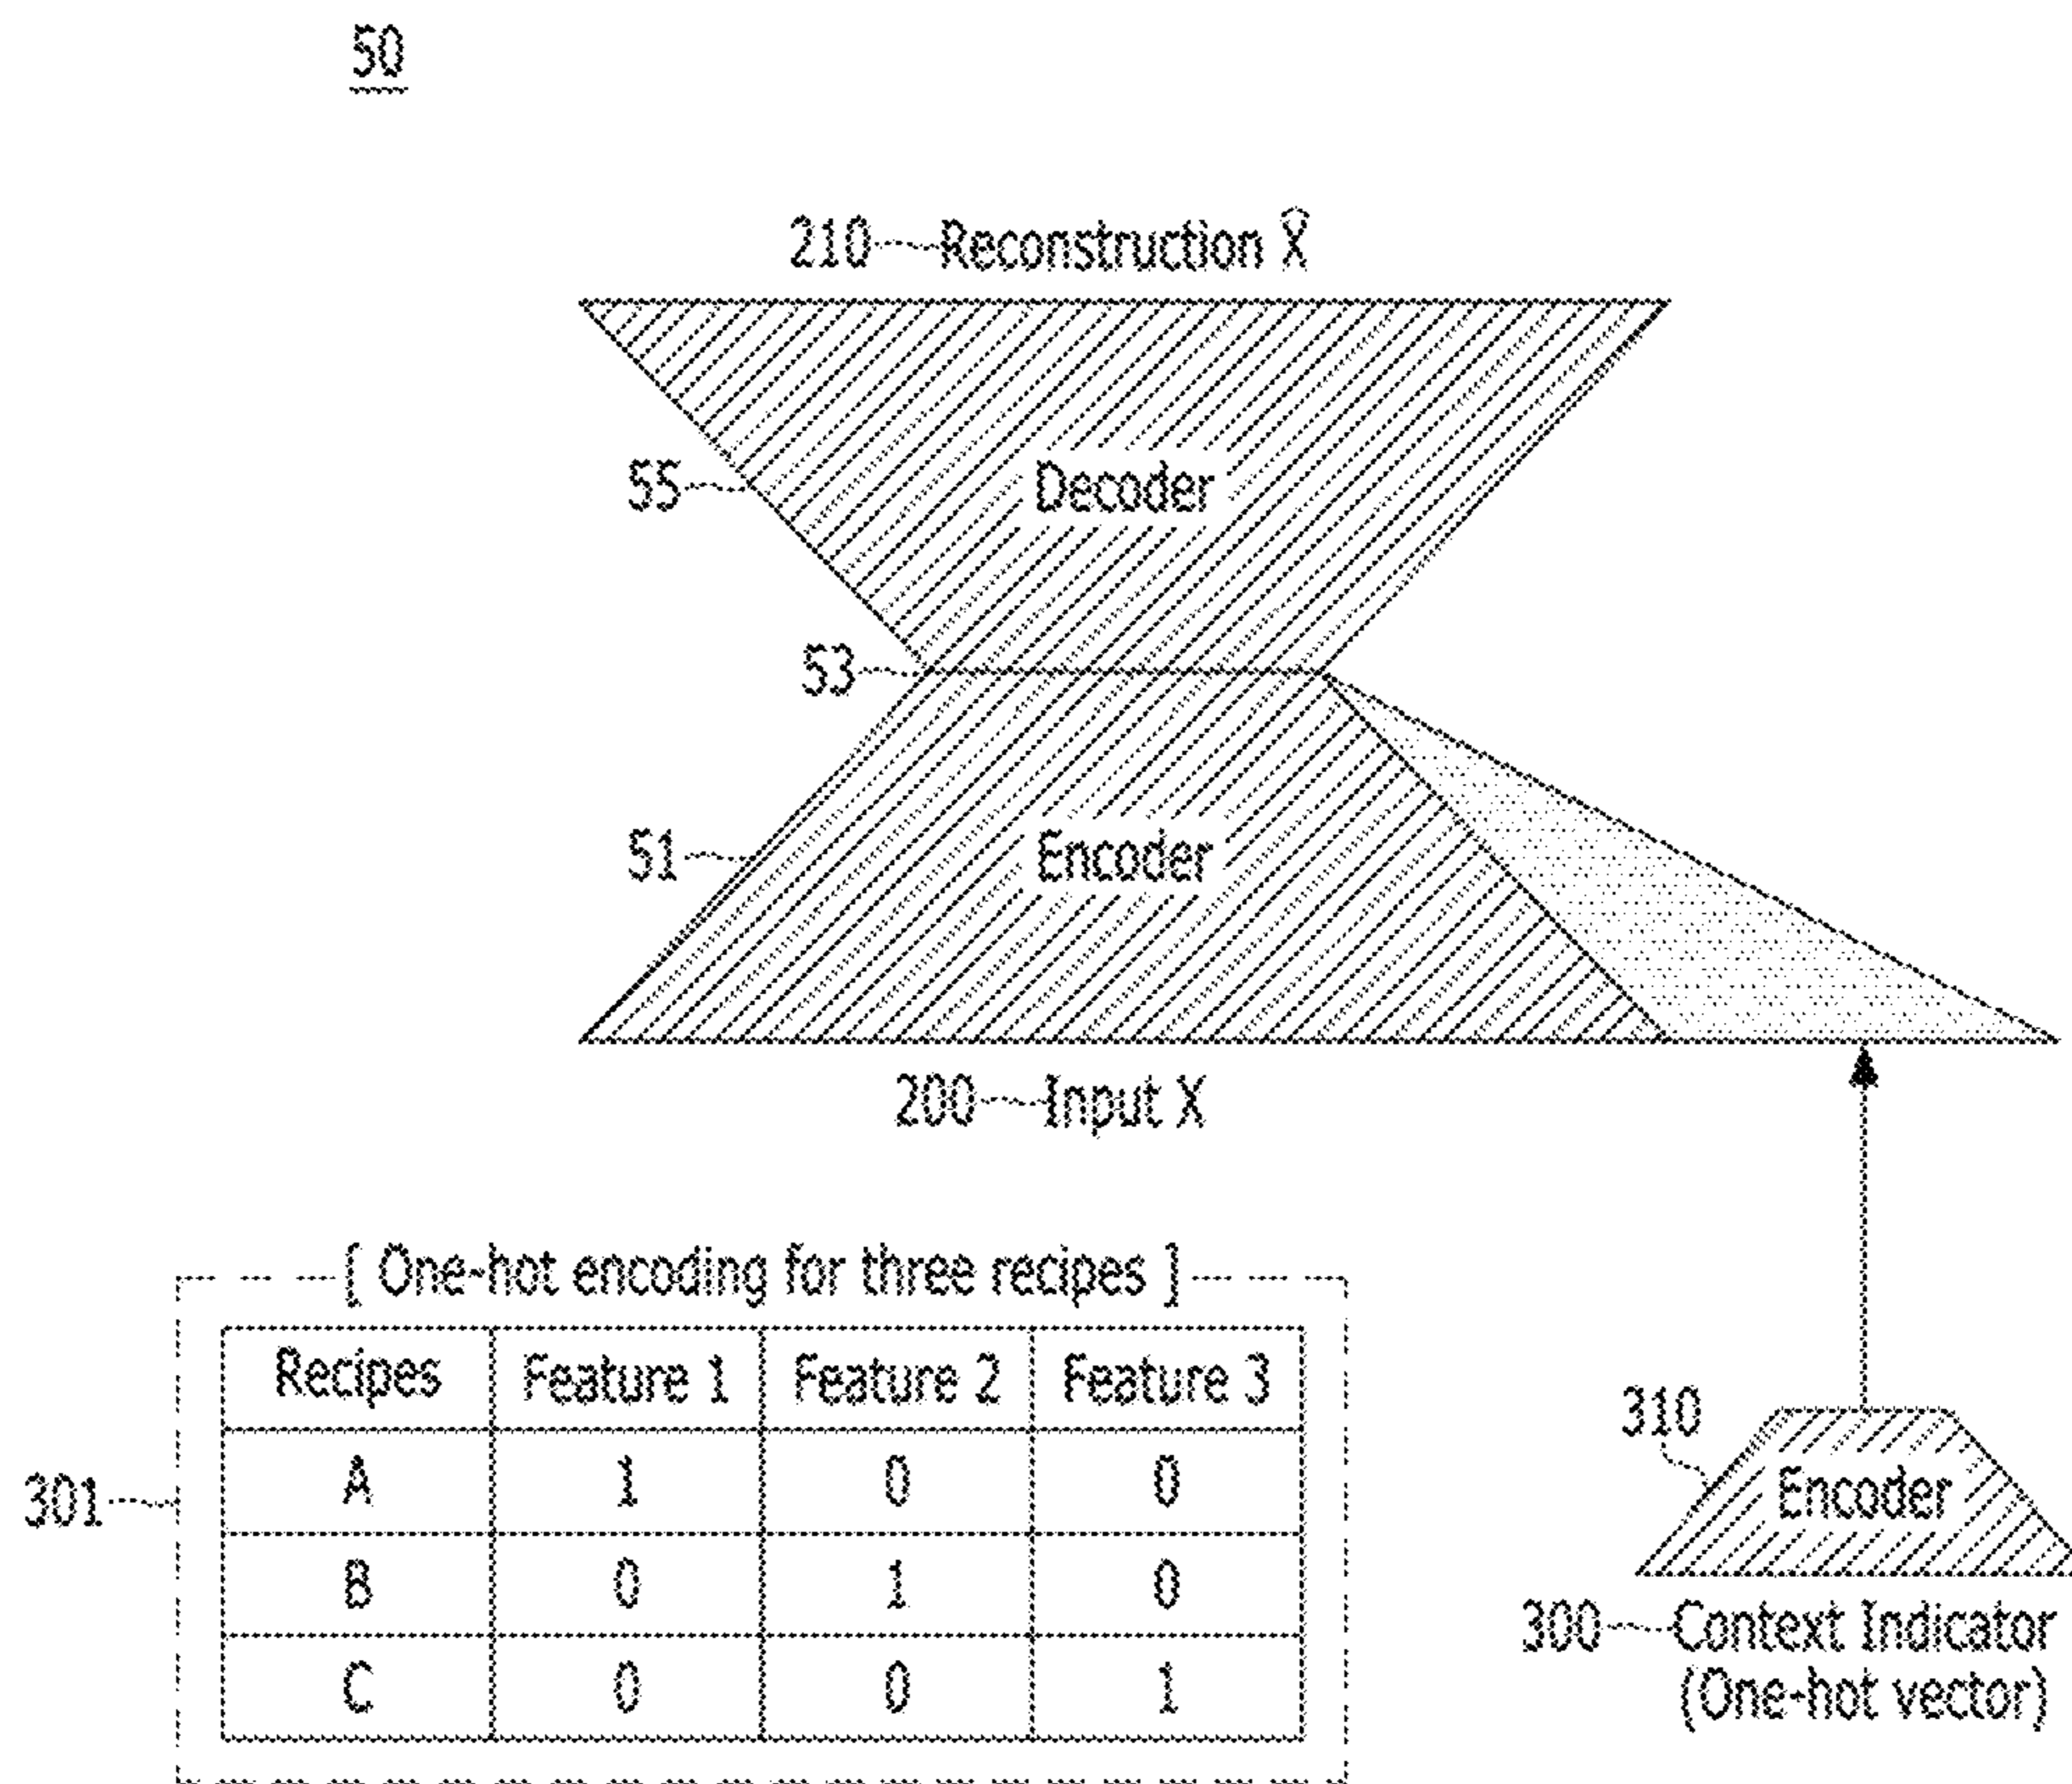 50
210 Reconstruction X̂
55 Decoder
53
51 Encoder
200 Input X
[ One-hot encoding for three recipes ]
Recipes Feature 1 Feature 2 Feature 3
A 1 0 0
B 0 1 0
C 0 0 1
301
310
Encoder
300 Context Indicator
(One-hot vector)